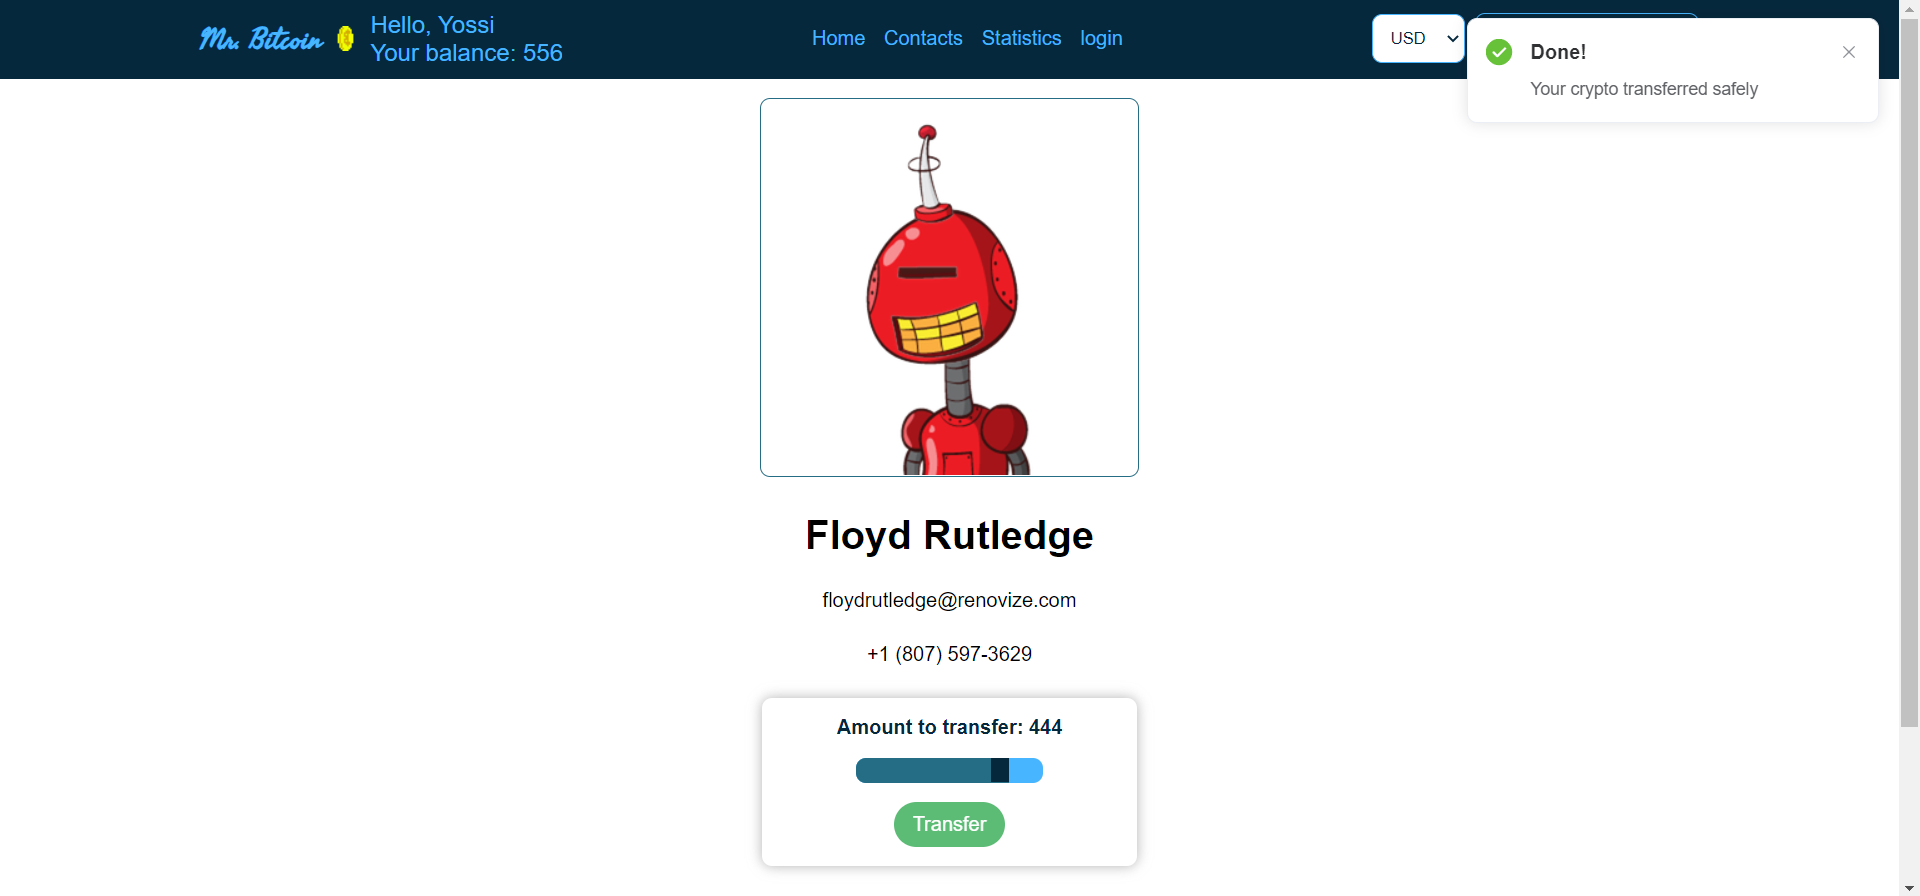 Mr. Bitcoin
Hello, Yossi
Your balance: 556
Home Contacts Statistics login
USD
Done!
Your crypto transferred safely
Floyd Rutledge
floydrutledge@renovize.com
+1 (807) 597-3629
Amount to transfer: 444
Transfer